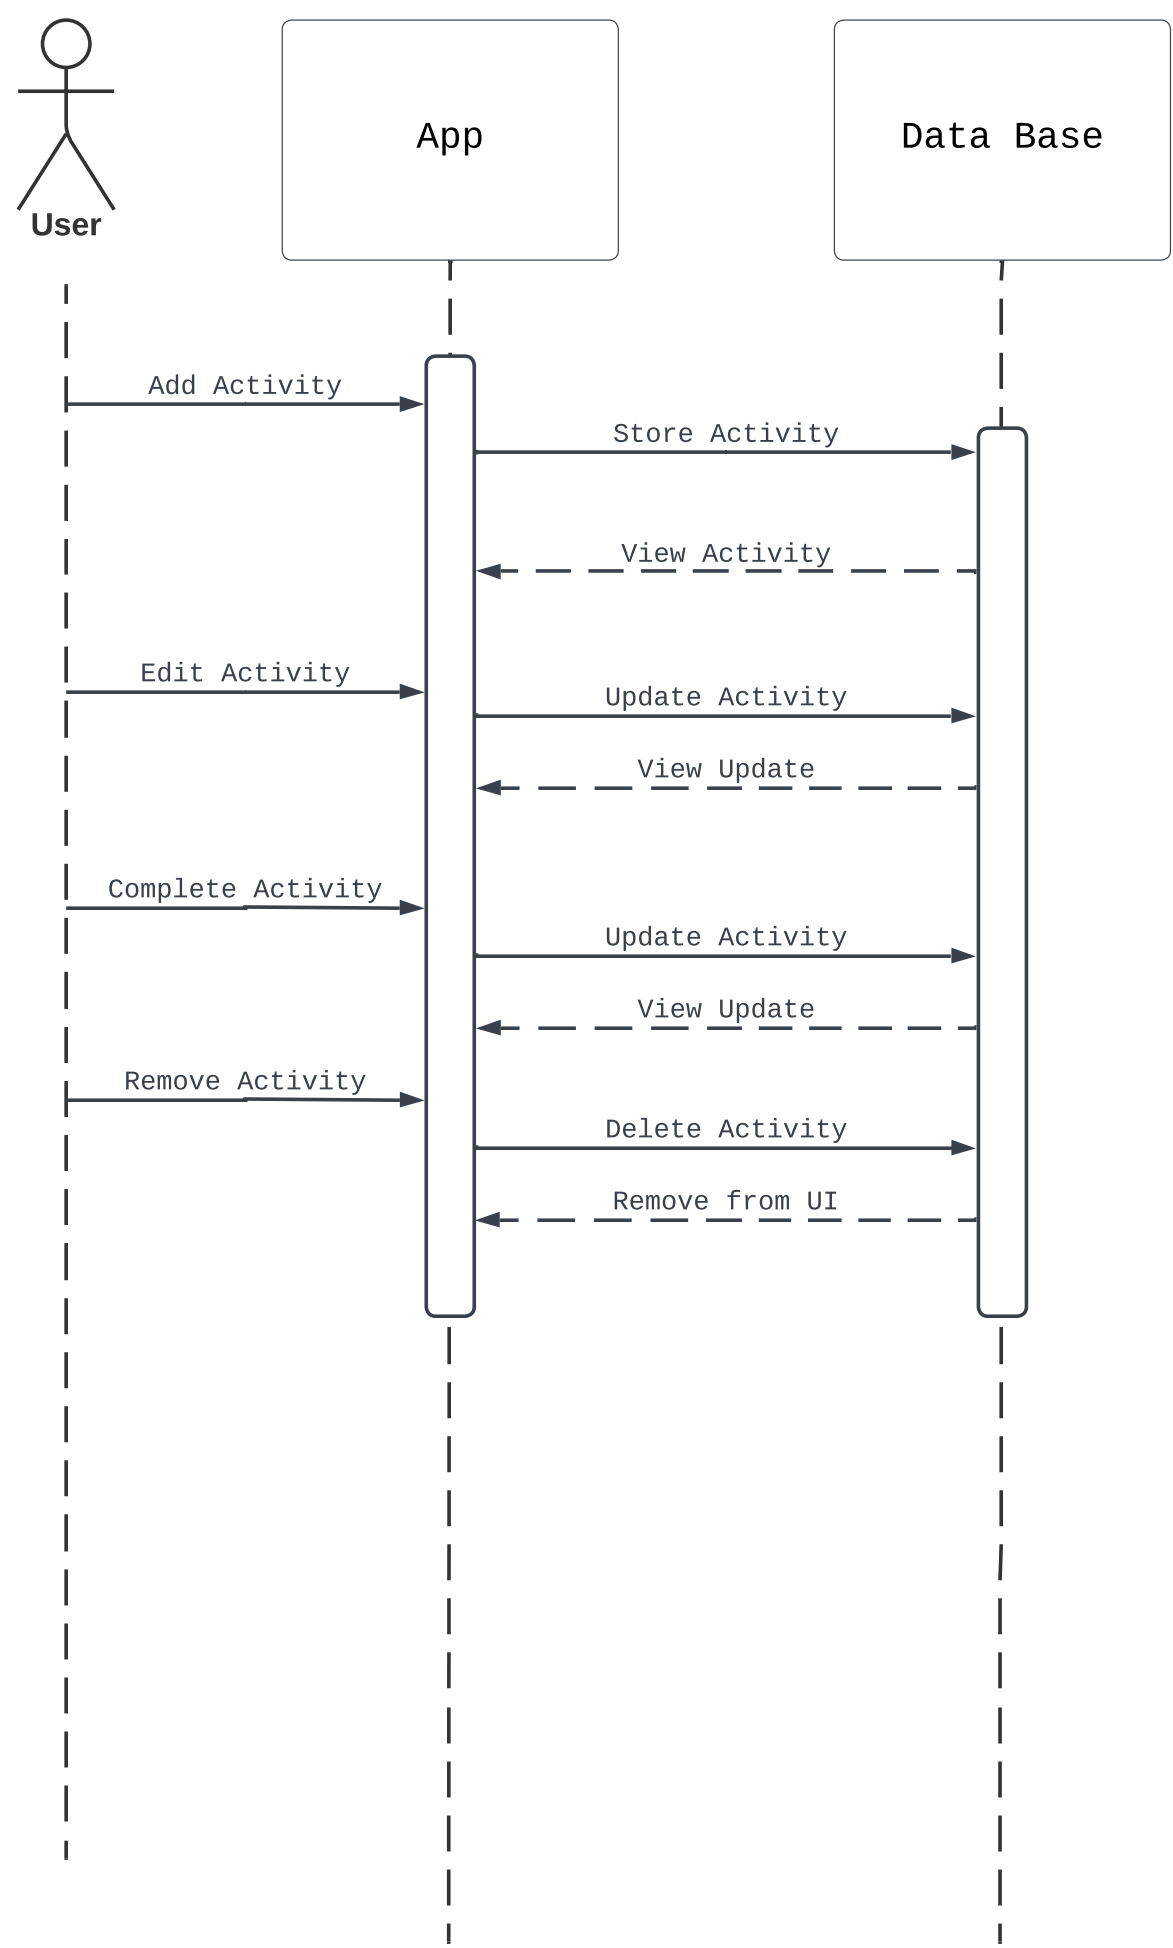 User
App
Data Base
Add Activity
Store Activity
View Activity
Edit Activity
Update Activity
View Update
Complete Activity
Update Activity
View Update
Remove Activity
Delete Activity
Remove from UI